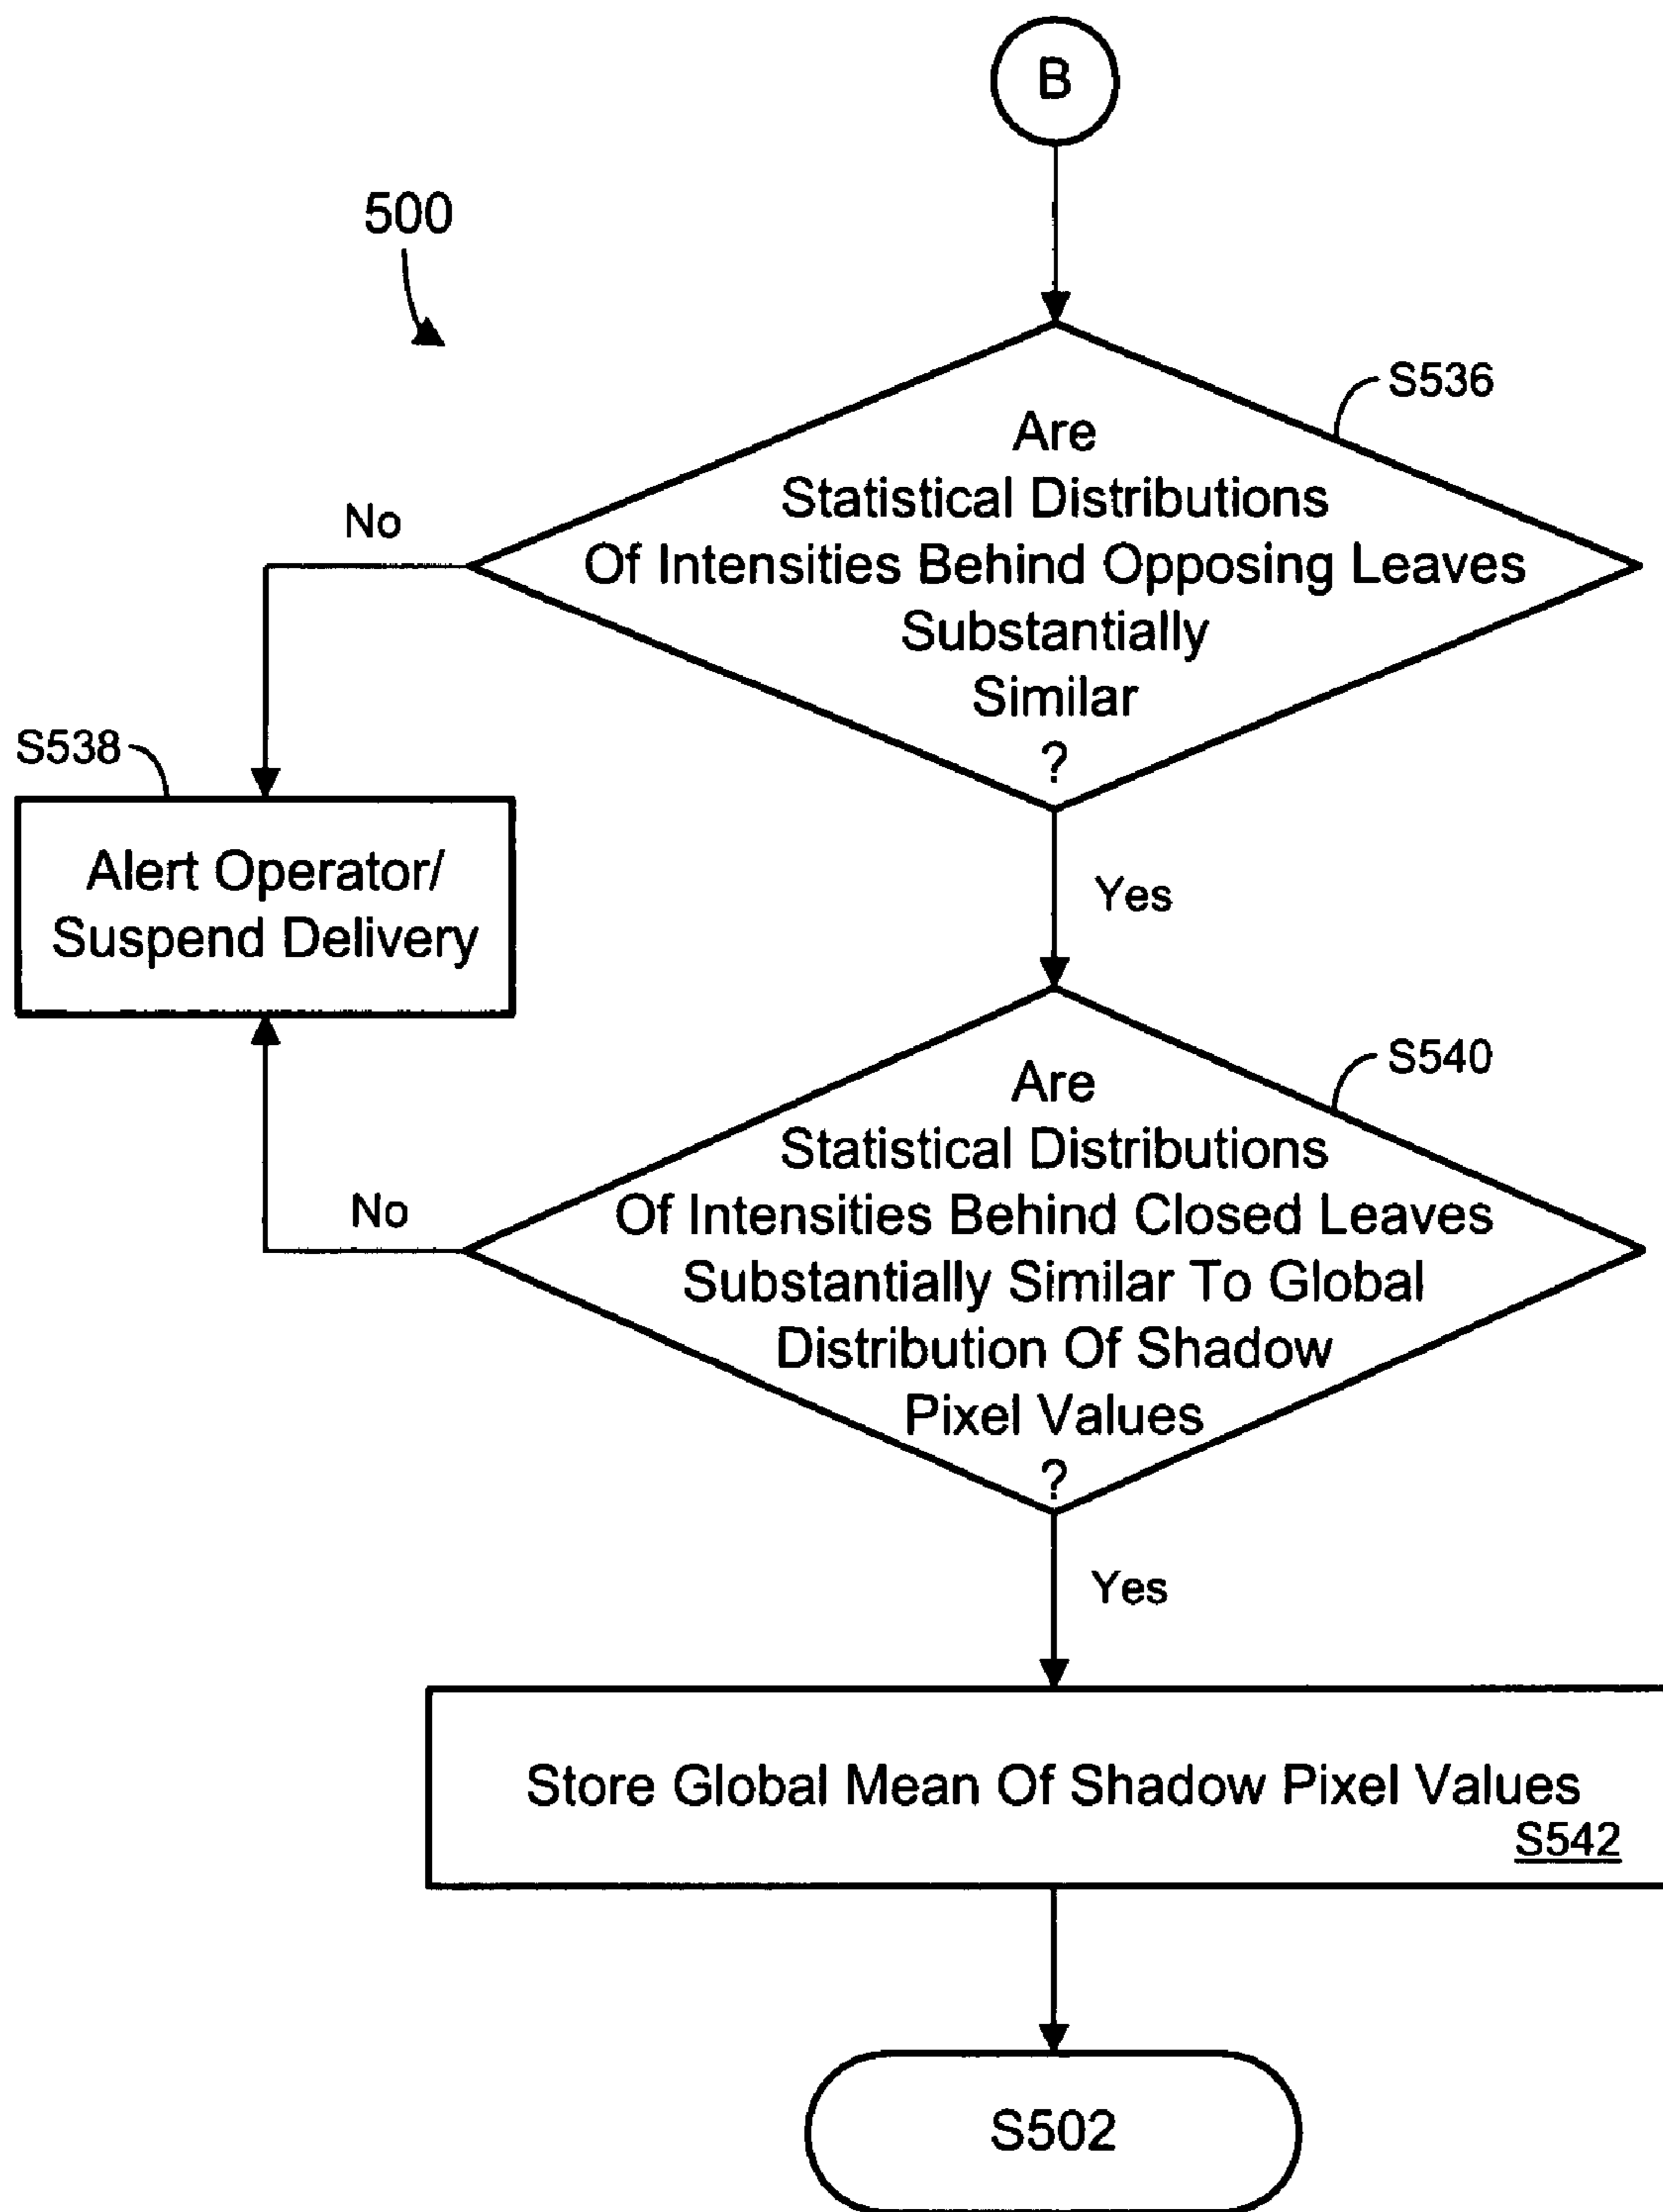 B
500
S536
Are
Statistical Distributions
Of Intensities Behind Opposing Leaves
Substantially
Similar
?
No
S538
Alert Operator/
Suspend Delivery
Yes
S540
Are
Statistical Distributions
Of Intensities Behind Closed Leaves
Substantially Similar To Global
Distribution Of Shadow
Pixel Values
?
No
Yes
Store Global Mean Of Shadow Pixel Values
S542
S502